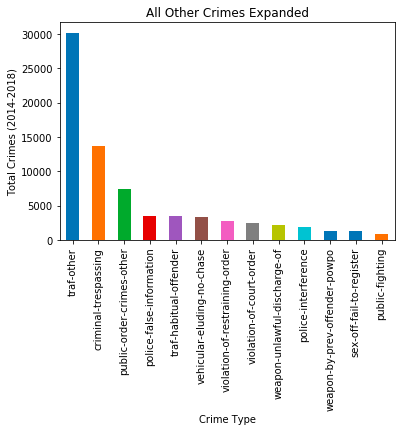 All Other Crimes Expanded
Total Crimes (2014-2018)
30000
25000
20000
15000
10000
5000
0
traf-other
criminal-trespassing
public-order-crimes-other
police-false-information
traf-habitual-offender
vehicular-eluding-no-chase
violation-of-restraining-order
violation-of-court-order
weapon-unlawful-discharge-of
police-interference
weapon-by-prev-offender-powpo
sex-off-fail-to-register
public-fighting
Crime Type